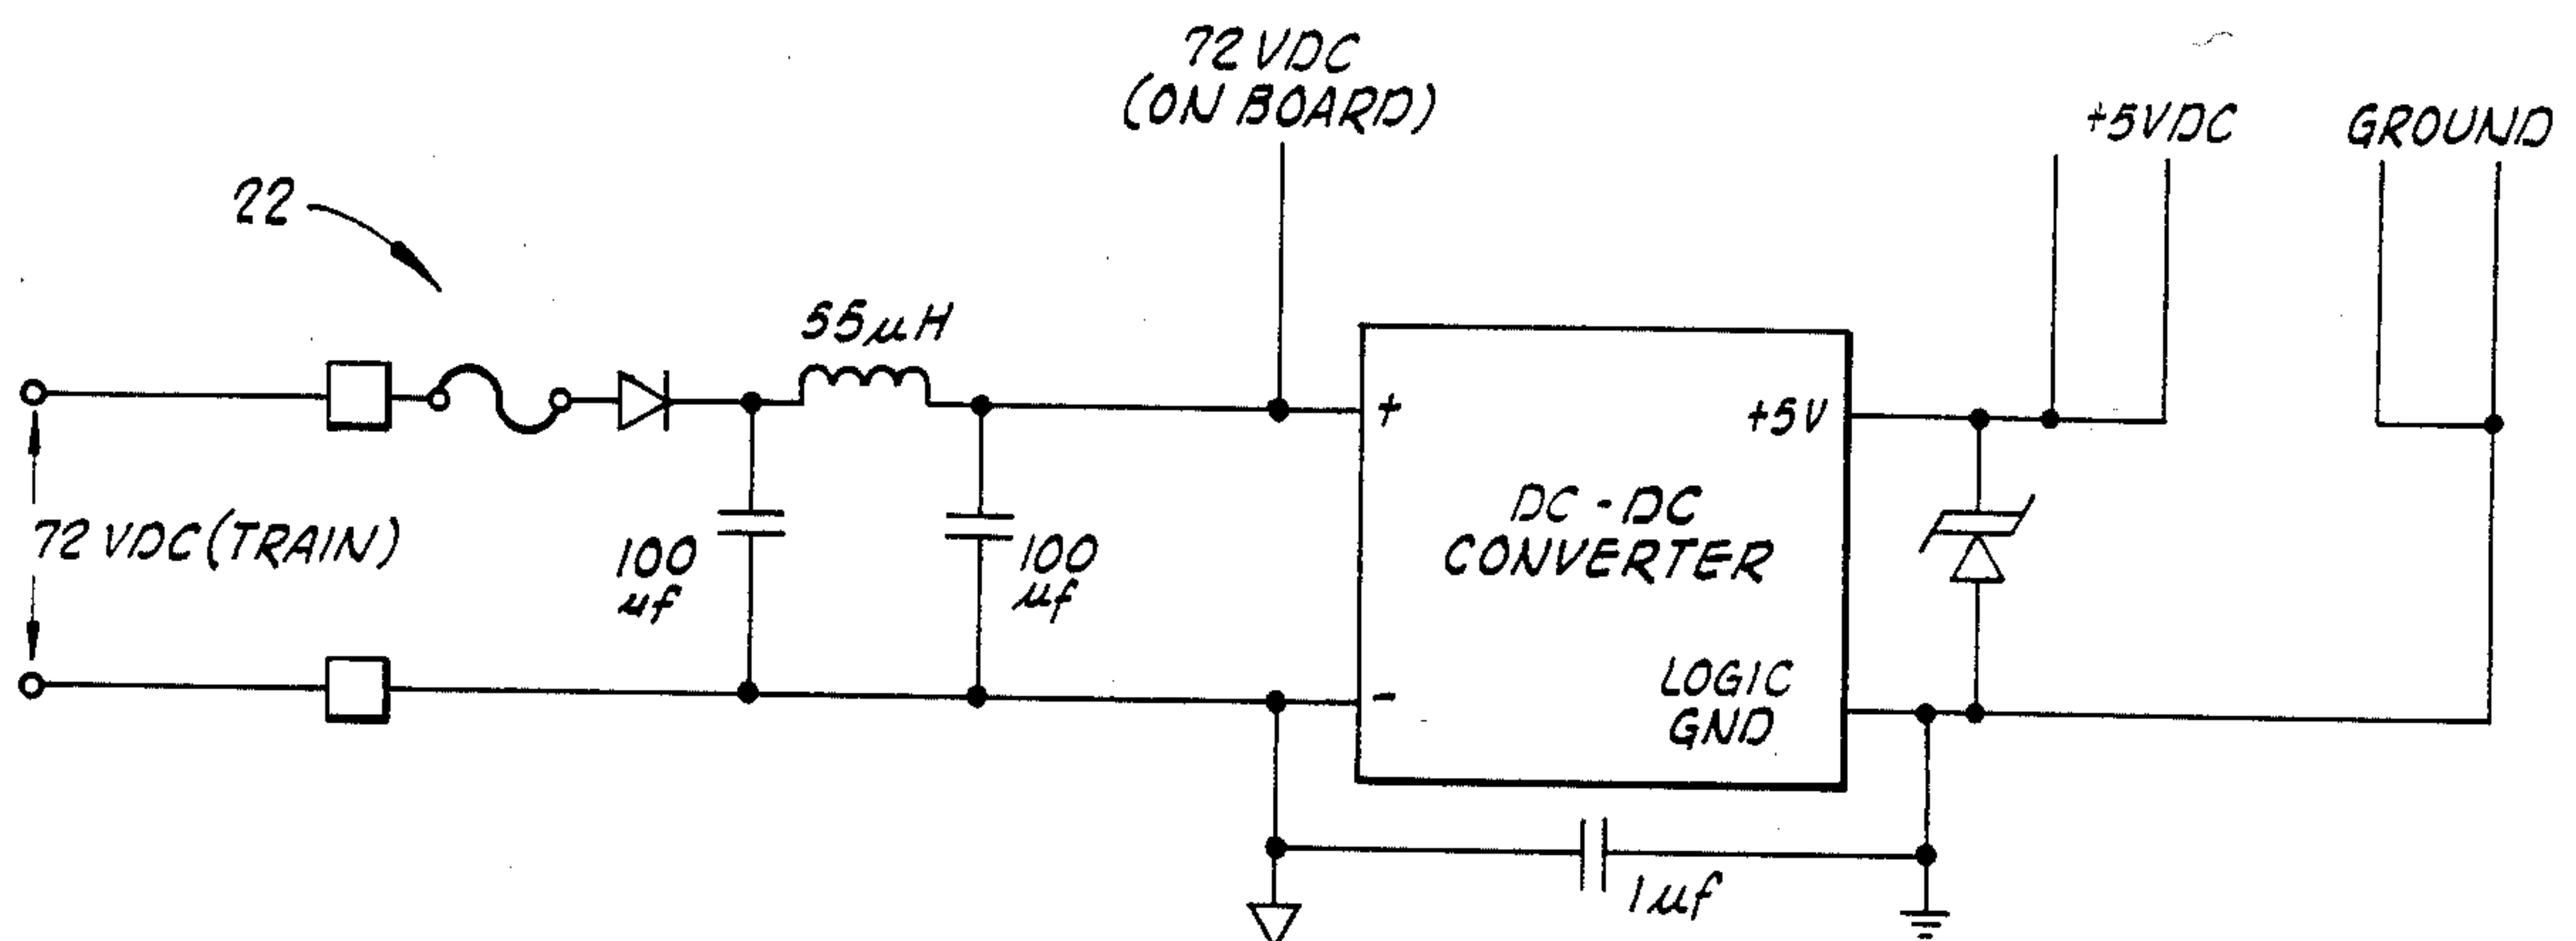 72 VDC
(ON BOARD)
+5VDC
GROUND
22
55µH
+
+5V
72 VDC (TRAIN)
100
µf
100
µf
DC - DC
CONVERTER
-
LOGIC
GND
1µf